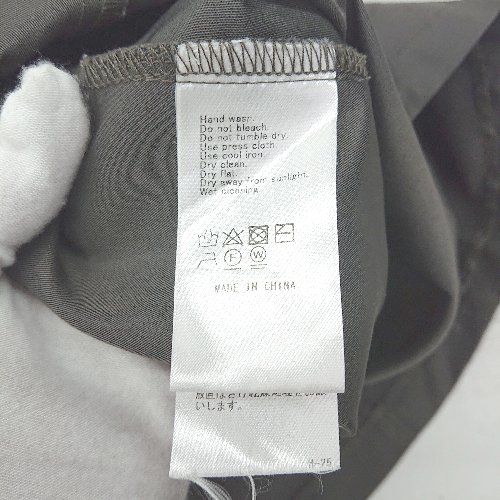 Hand wash.
Do not bleach.
Do not tumble dry.
Use press cloth.
Use cool iron.
Dry clean.
Dry flat.
Dry away from sunlight.
Wet cleaning.
F W
MADE IN CHINA
いします。